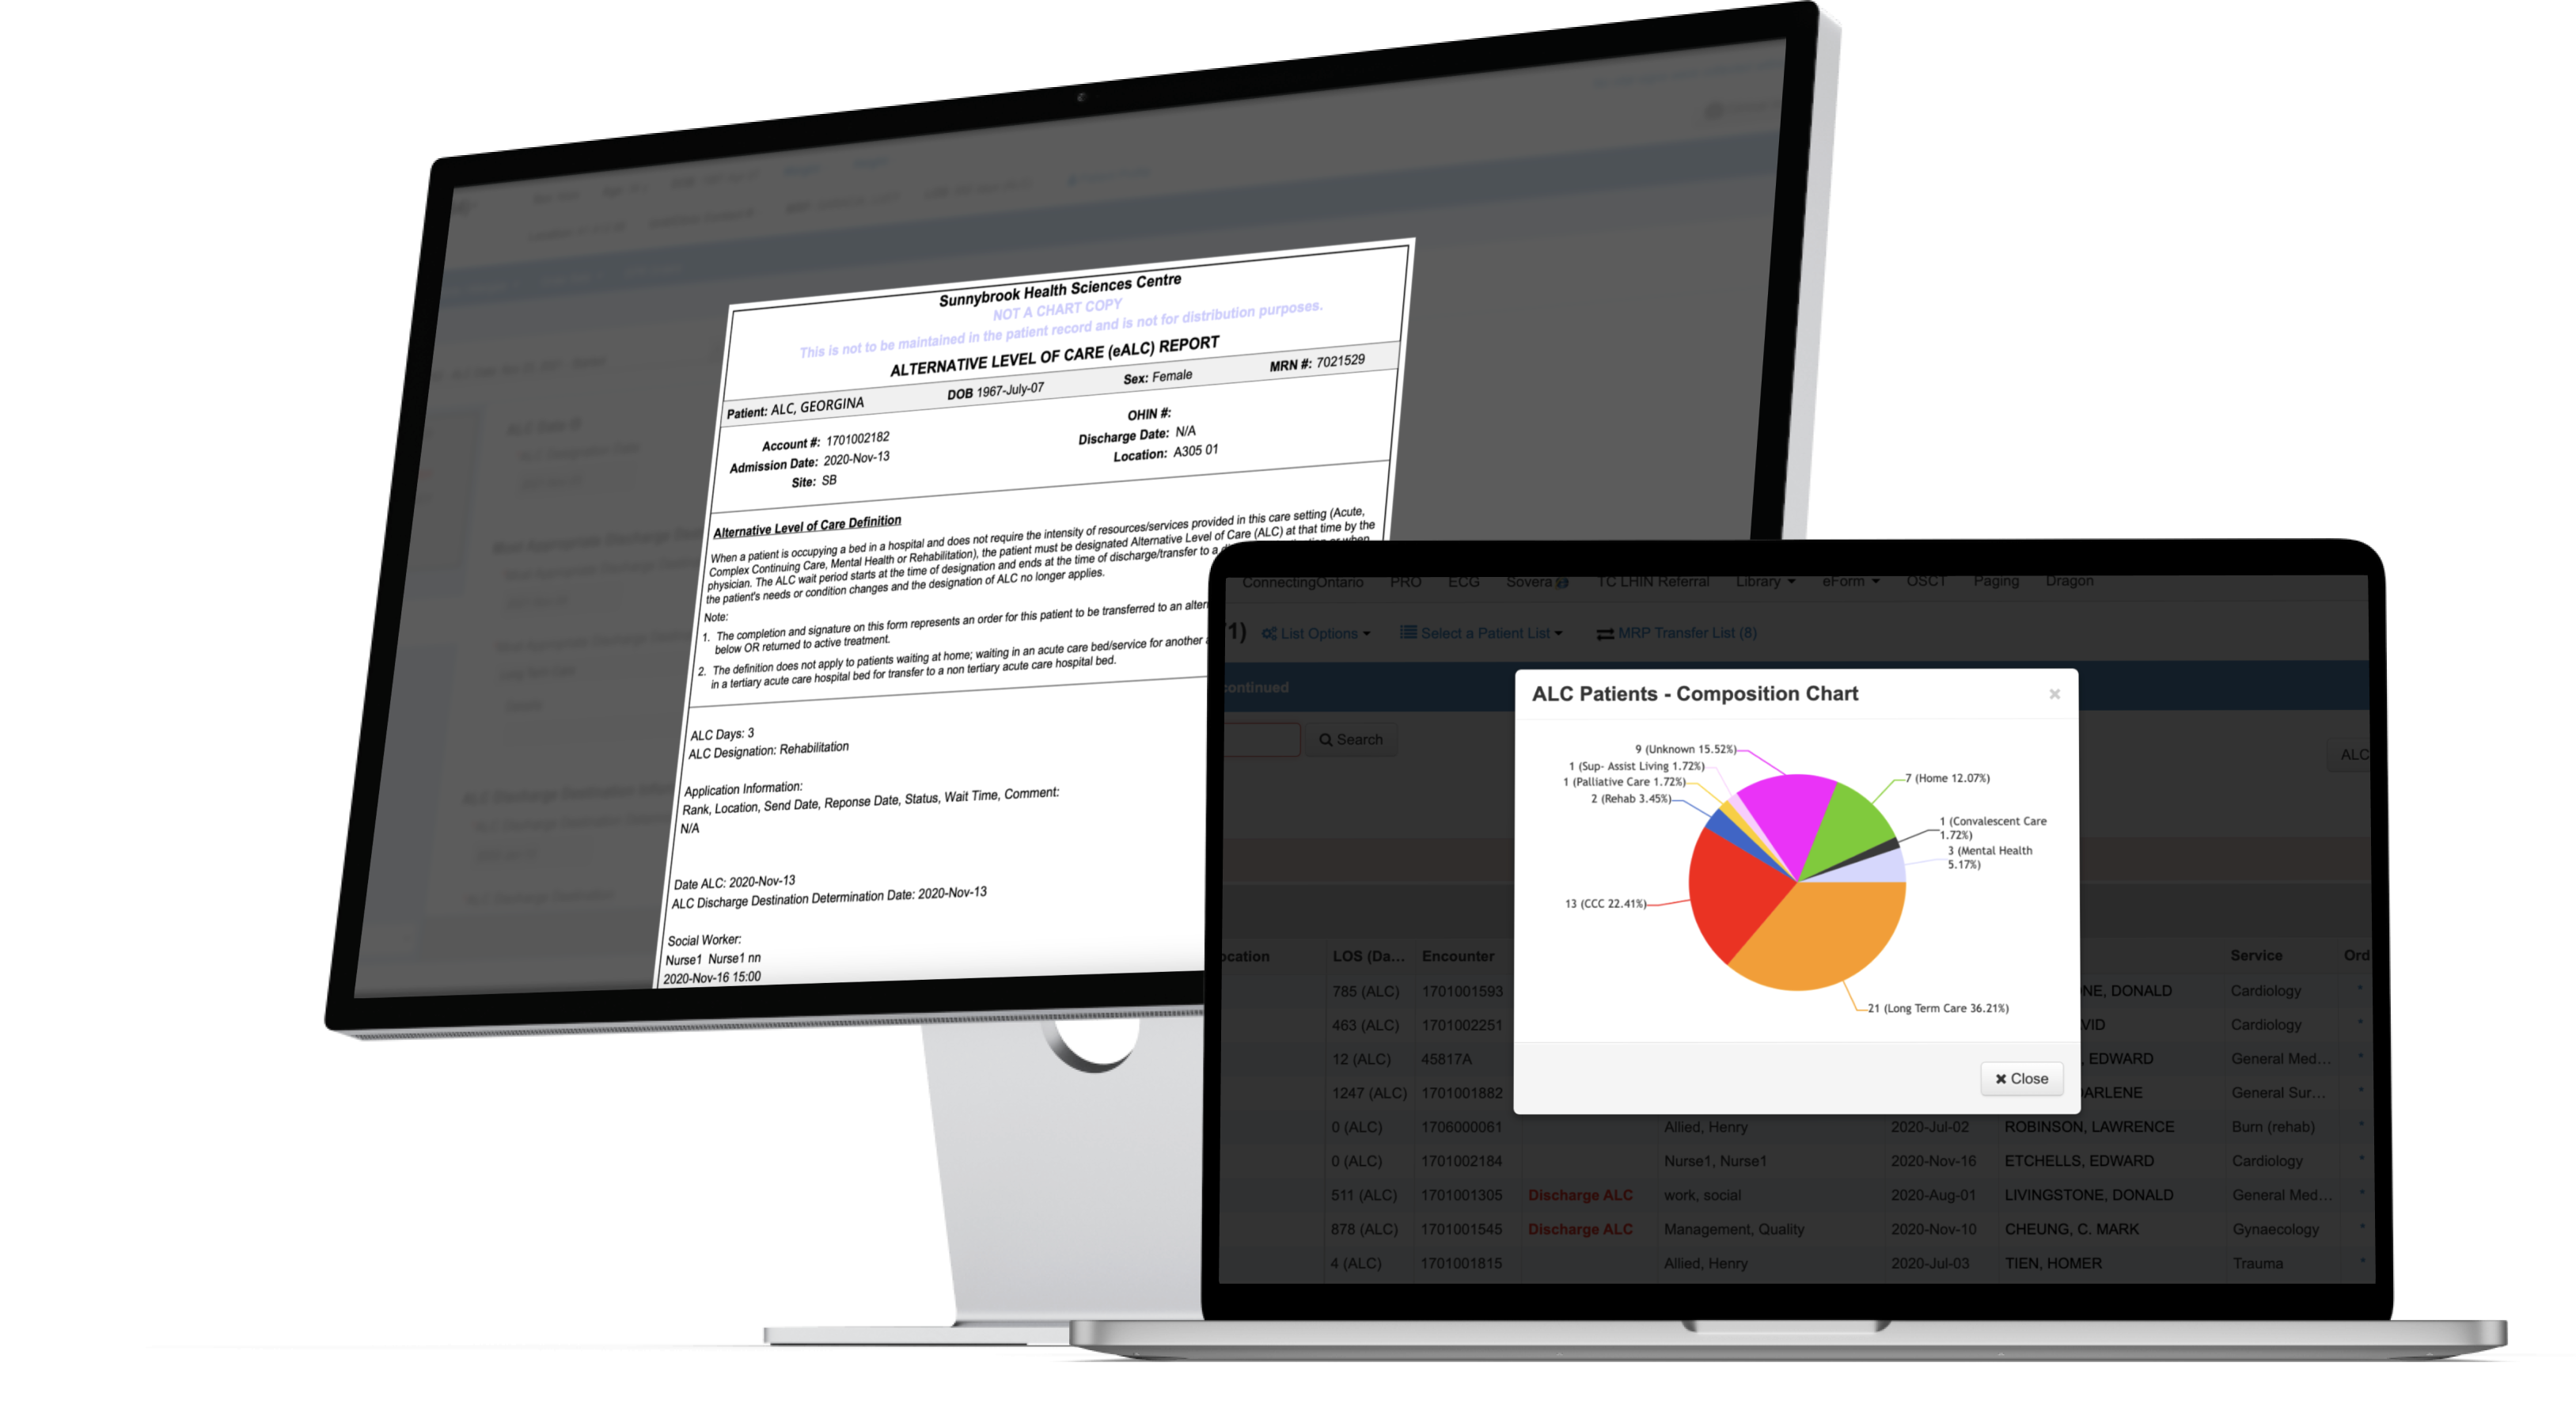 Sunnybrook Health Sciences Centre
NOT A CHART COPY
This is not to be maintained in the patient record and is not for distribution purposes.
ALTERNATIVE LEVEL OF CARE (eALC) REPORT
Patient: ALC, GEORGINA DOB 1967-July-07 Sex: Female MRN #: 7021529
Account #: 1701002182
Admission Date: 2020-Nov-13
Site: SB
OHIN #:
Discharge Date: N/A
Location: A305 01
Alternative Level of Care Definition
When a patient is occupying a bed in a hospital and does not require the intensity of resources/services provided in this care setting (Acute,
Complex Continuing Care, Mental Health or Rehabilitation), the patient must be designated Alternative Level of Care (ALC) at that time by the
physician. The ALC wait period starts at the time of designation and ends at the time of discharge/transfer to a when
the patient's needs or condition changes and the designation of ALC no longer applies.
Note:
1. The completion and signature on this form represents an order for this patient to be transferred to an alter
below OR returned to active treatment.
2. The definition does not apply to patients waiting at home; waiting in an acute care bed/service for another
in a tertiary acute care hospital bed for transfer to a non tertiary acute care hospital bed.
ALC Days: 3
ALC Designation: Rehabilitation
Application Information:
Rank, Location, Send Date, Reponse Date, Status, Wait Time, Comment:
N/A
Date ALC: 2020-Nov-13
ALC Discharge Destination Determination Date: 2020-Nov-13
Social Worker:
Nurse1 Nurse1 nn
2020-Nov-16 15:00
ConnectingOntario PRO ECG Sovera TC LHIN Referral Library eForm OSCT Paging Dragon
1) List Options Select a Patient List MRP Transfer List (8)
continued
Search
ALC
ALC Patients - Composition Chart
9 (Unknown 15.52%)
1 (Sup- Assist Living 1.72%)
1 (Palliative Care 1.72%)
2 (Rehab 3.45%)
7 (Home 12.07%)
1 (Convalescent Care
1.72%)
3 (Mental Health
5.17%)
13 (CCC 22.41%)
21 (Long Term Care 36.21%)
Close
ocation LOS (Da... Encounter Service Ord
785 (ALC) 1701001593 NE, DONALD Cardiology *
463 (ALC) 1701002251 VID Cardiology *
12 (ALC) 45817A , EDWARD General Med... *
1247 (ALC) 1701001882 ARLENE General Sur... *
0 (ALC) 1706000061 Allied, Henry 2020-Jul-02 ROBINSON, LAWRENCE Burn (rehab) *
0 (ALC) 1701002184 Nurse1, Nurse1 2020-Nov-16 ETCHELLS, EDWARD Cardiology *
511 (ALC) 1701001305 Discharge ALC work, social 2020-Aug-01 LIVINGSTONE, DONALD General Med... *
878 (ALC) 1701001545 Discharge ALC Management, Quality 2020-Nov-10 CHEUNG, C. MARK Gynaecology *
4 (ALC) 1701001815 Allied, Henry 2020-Jul-03 TIEN, HOMER Trauma *